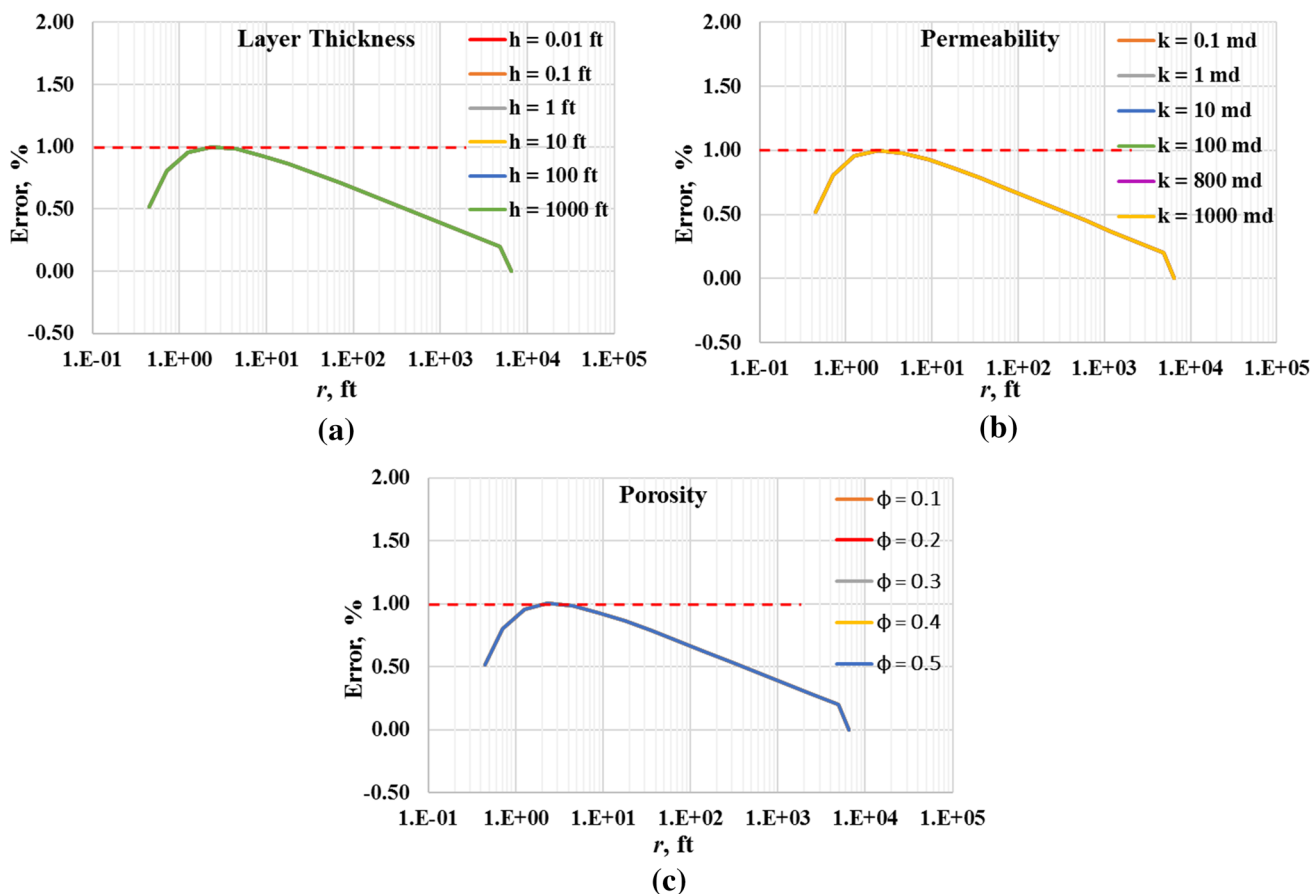 Layer Thickness
2.00
1.50
1.00
0.50
0.00
-0.50
Error, %
h = 0.01 ft
h = 0.1 ft
h = 1 ft
h = 10 ft
h = 100 ft
h = 1000 ft
1.E-01 1.E+00 1.E+01 1.E+02 1.E+03 1.E+04 1.E+05
r, ft
(a)
Permeability
2.00
1.50
1.00
0.50
0.00
-0.50
Error, %
k = 0.1 md
k = 1 md
k = 10 md
k = 100 md
k = 800 md
k = 1000 md
1.E-01 1.E+00 1.E+01 1.E+02 1.E+03 1.E+04 1.E+05
r, ft
(b)
Porosity
2.00
1.50
1.00
0.50
0.00
-0.50
Error, %
ϕ = 0.1
ϕ = 0.2
ϕ = 0.3
ϕ = 0.4
ϕ = 0.5
1.E-01 1.E+00 1.E+01 1.E+02 1.E+03 1.E+04 1.E+05
r, ft
(c)